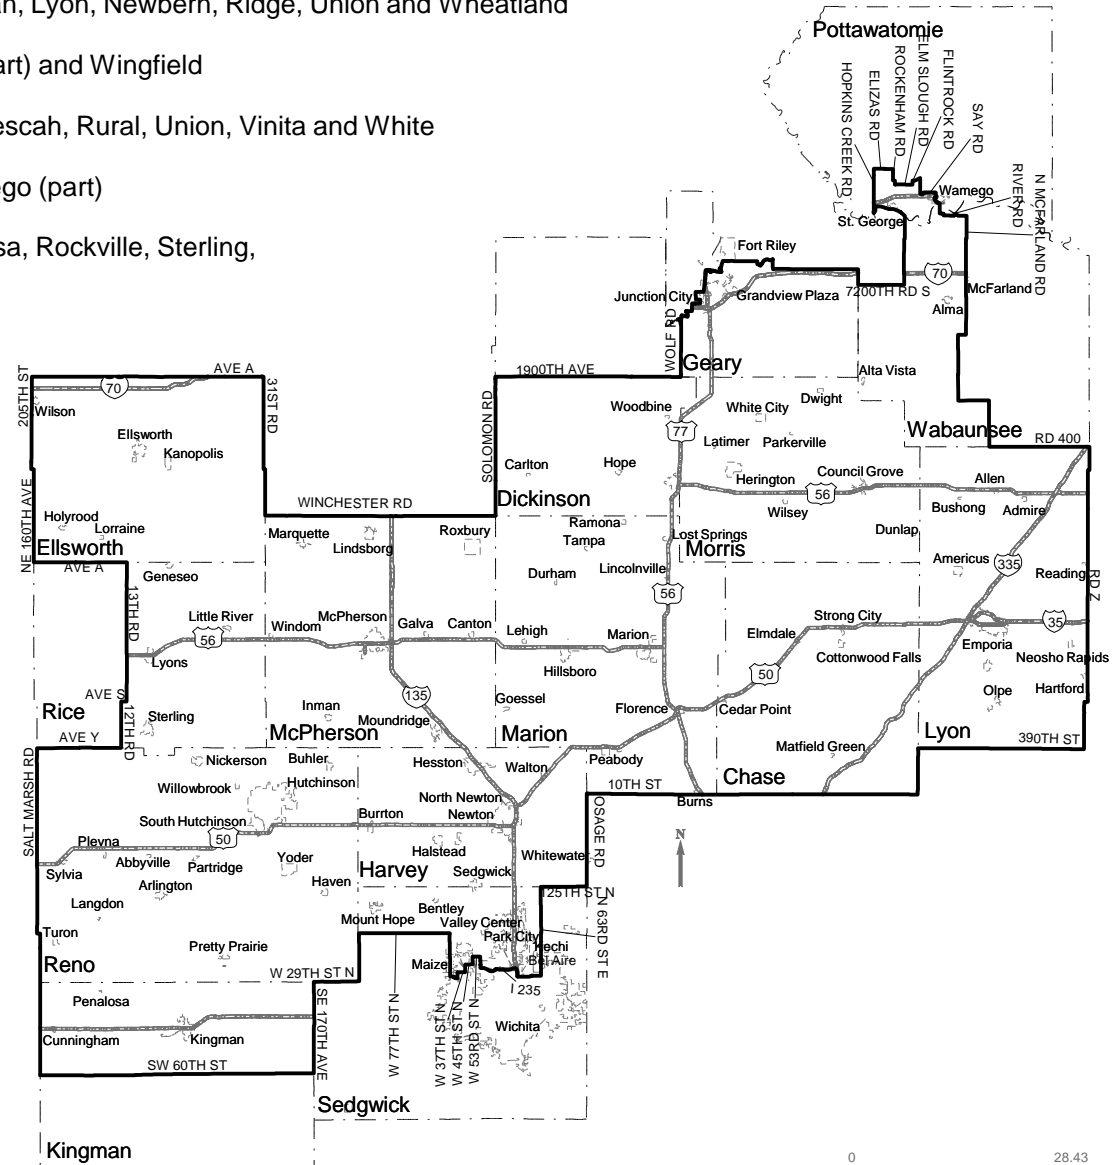 an, Lyon, Newbern, Ridge, Union and Wheatland
art) and Wingfield
escah, Rural, Union, Vinita and White
ego (part)
sa, Rockville, Sterling,
Pottawatomie
HOPKINS CREEK RD
ELIZAS RD
ROCKENHAM RD
ELM SLOUGH RD
FLINTROCK RD
SAY RD
RIVER RD
N MCFARLAND RD
Wamego
St. George
Fort Riley
70
7200TH RD S
McFarland
Junction City
Grandview Plaza
Alma
WOLF RD
Geary
205TH ST
AVE A
70
31ST RD
1900TH AVE
SOLOMON RD
Alta Vista
Wilson
Woodbine
White City
Dwight
77
Wabaunsee
RD 400
Ellsworth
Kanopolis
Latimer
Parkerville
Carlton
Hope
Herington
Council Grove
Allen
56
NE 160TH AVE
WINCHESTER RD
Dickinson
Wilsey
Bushong
Admire
Holyrood
Lorraine
Marquette
Lindsborg
Roxbury
Ramona
Tampa
Lost Springs
Dunlap
Ellsworth
Morris
AVE A
Geneseo
Durham
Lincolnville
Americus
335
Reading
RD Z
13TH RD
56
Little River
56
Windom
McPherson
Galva
Canton
Lehigh
Marion
Elmdale
Strong City
35
Lyons
Hillsboro
Cottonwood Falls
Emporia
Neosho Rapids
50
AVE S
135
Goessel
Olpe
Hartford
Rice
12TH RD
Sterling
Inman
Moundridge
Florence
Cedar Point
McPherson
Marion
Lyon
AVE Y
390TH ST
Matfield Green
SALT MARSH RD
Nickerson
Buhler
Hesston
Walton
Peabody
Chase
Willowbrook
Hutchinson
10TH ST
North Newton
Burns
South Hutchinson
50
Burrton
Newton
OSAGE RD
N
Plevna
Abbyville
Partridge
Yoder
Halstead
Whitewater
Sylvia
Arlington
Haven
Harvey
Sedgwick
125TH ST N
Langdon
Mount Hope
Bentley
Valley Center
N 63RD ST E
Turon
Park City
Kechi
Pretty Prairie
Maize
Bel Aire
Reno
W 29TH ST N
I 235
Penalosa
SE 170TH AVE
W 77TH ST N
W 37TH ST N
W 45TH ST N
W 53RD ST N
Wichita
Cunningham
Kingman
SW 60TH ST
Sedgwick
Kingman
0
28.43